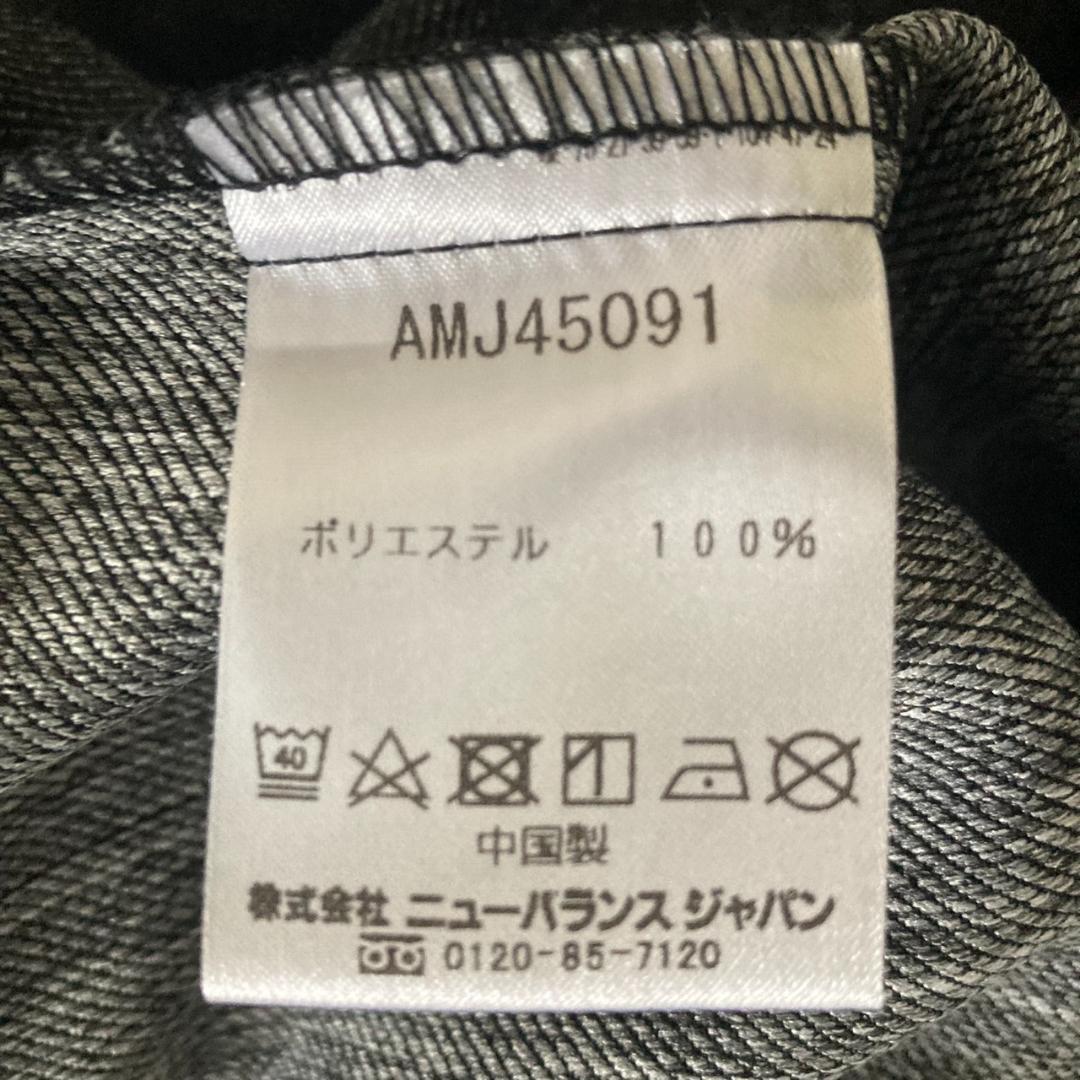 AMJ45091
ポリエステル 100%
40
中国製
株式会社 ニューバランス ジャパン
0120-85-7120